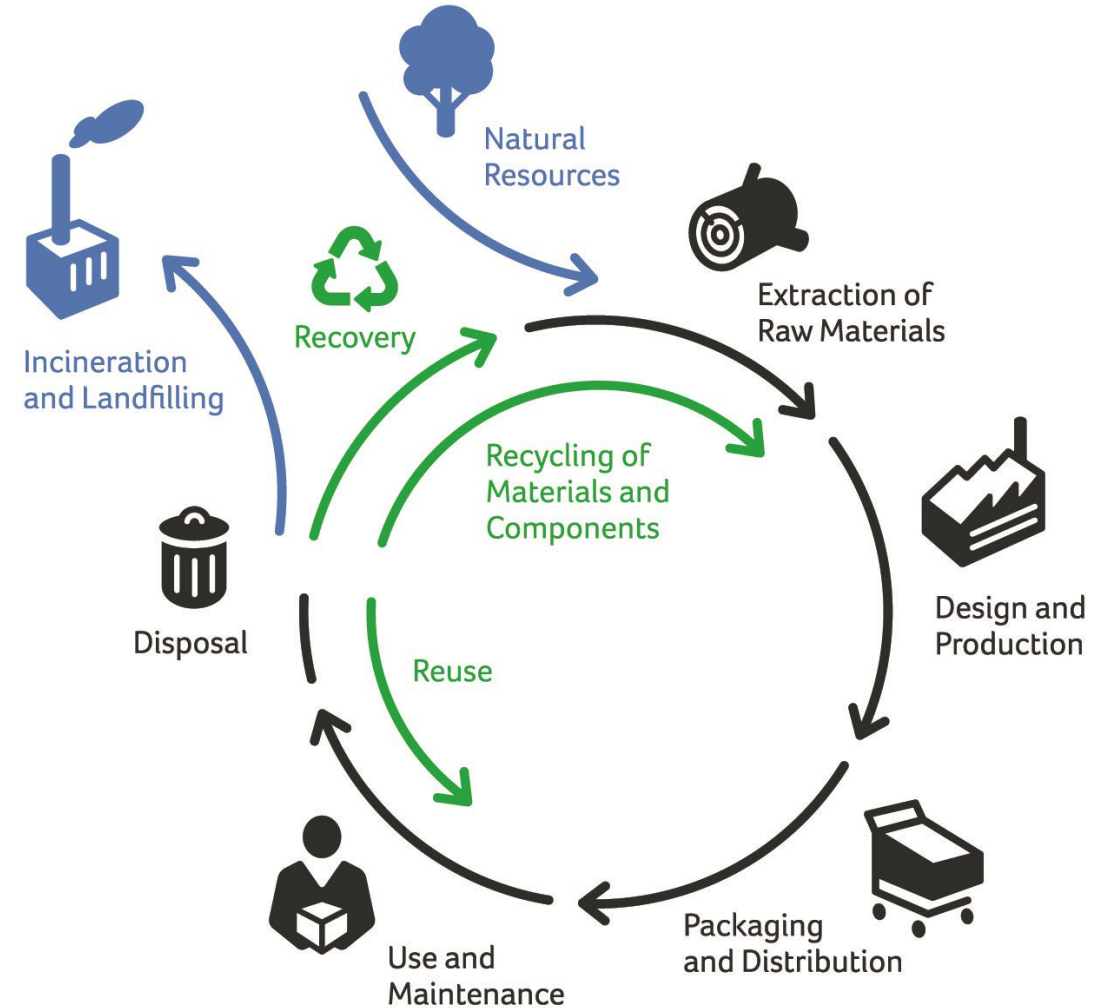 Natural
Resources
Extraction of
Raw Materials
Recovery
Incineration
and Landfilling
Recycling of
Materials and
Components
Design and
Production
Disposal
Reuse
Packaging
and Distribution
Use and
Maintenance